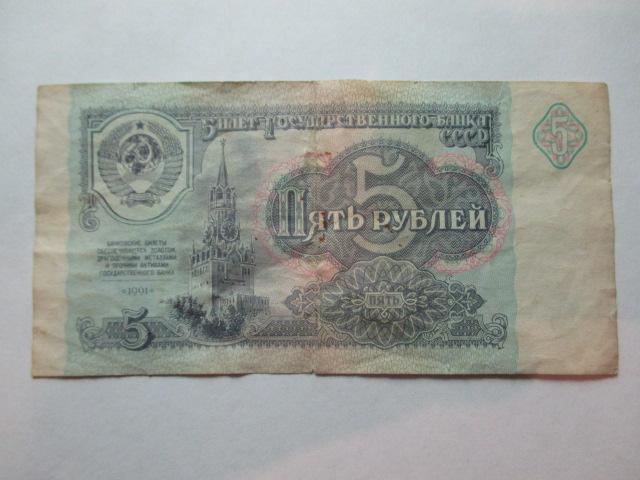 Билет Государственного Банка
СССР
5
5
Пять рублей
БАНКОВСКИЕ БИЛЕТЫ
ОБЕСПЕЧИВАЮТСЯ ЗОЛОТОМ,
ДРАГОЦЕННЫМИ МЕТАЛЛАМИ
И ПРОЧИМИ АКТИВАМИ
ГОСУДАРСТВЕННОГО БАНКА
1991
ПЯТЬ
5